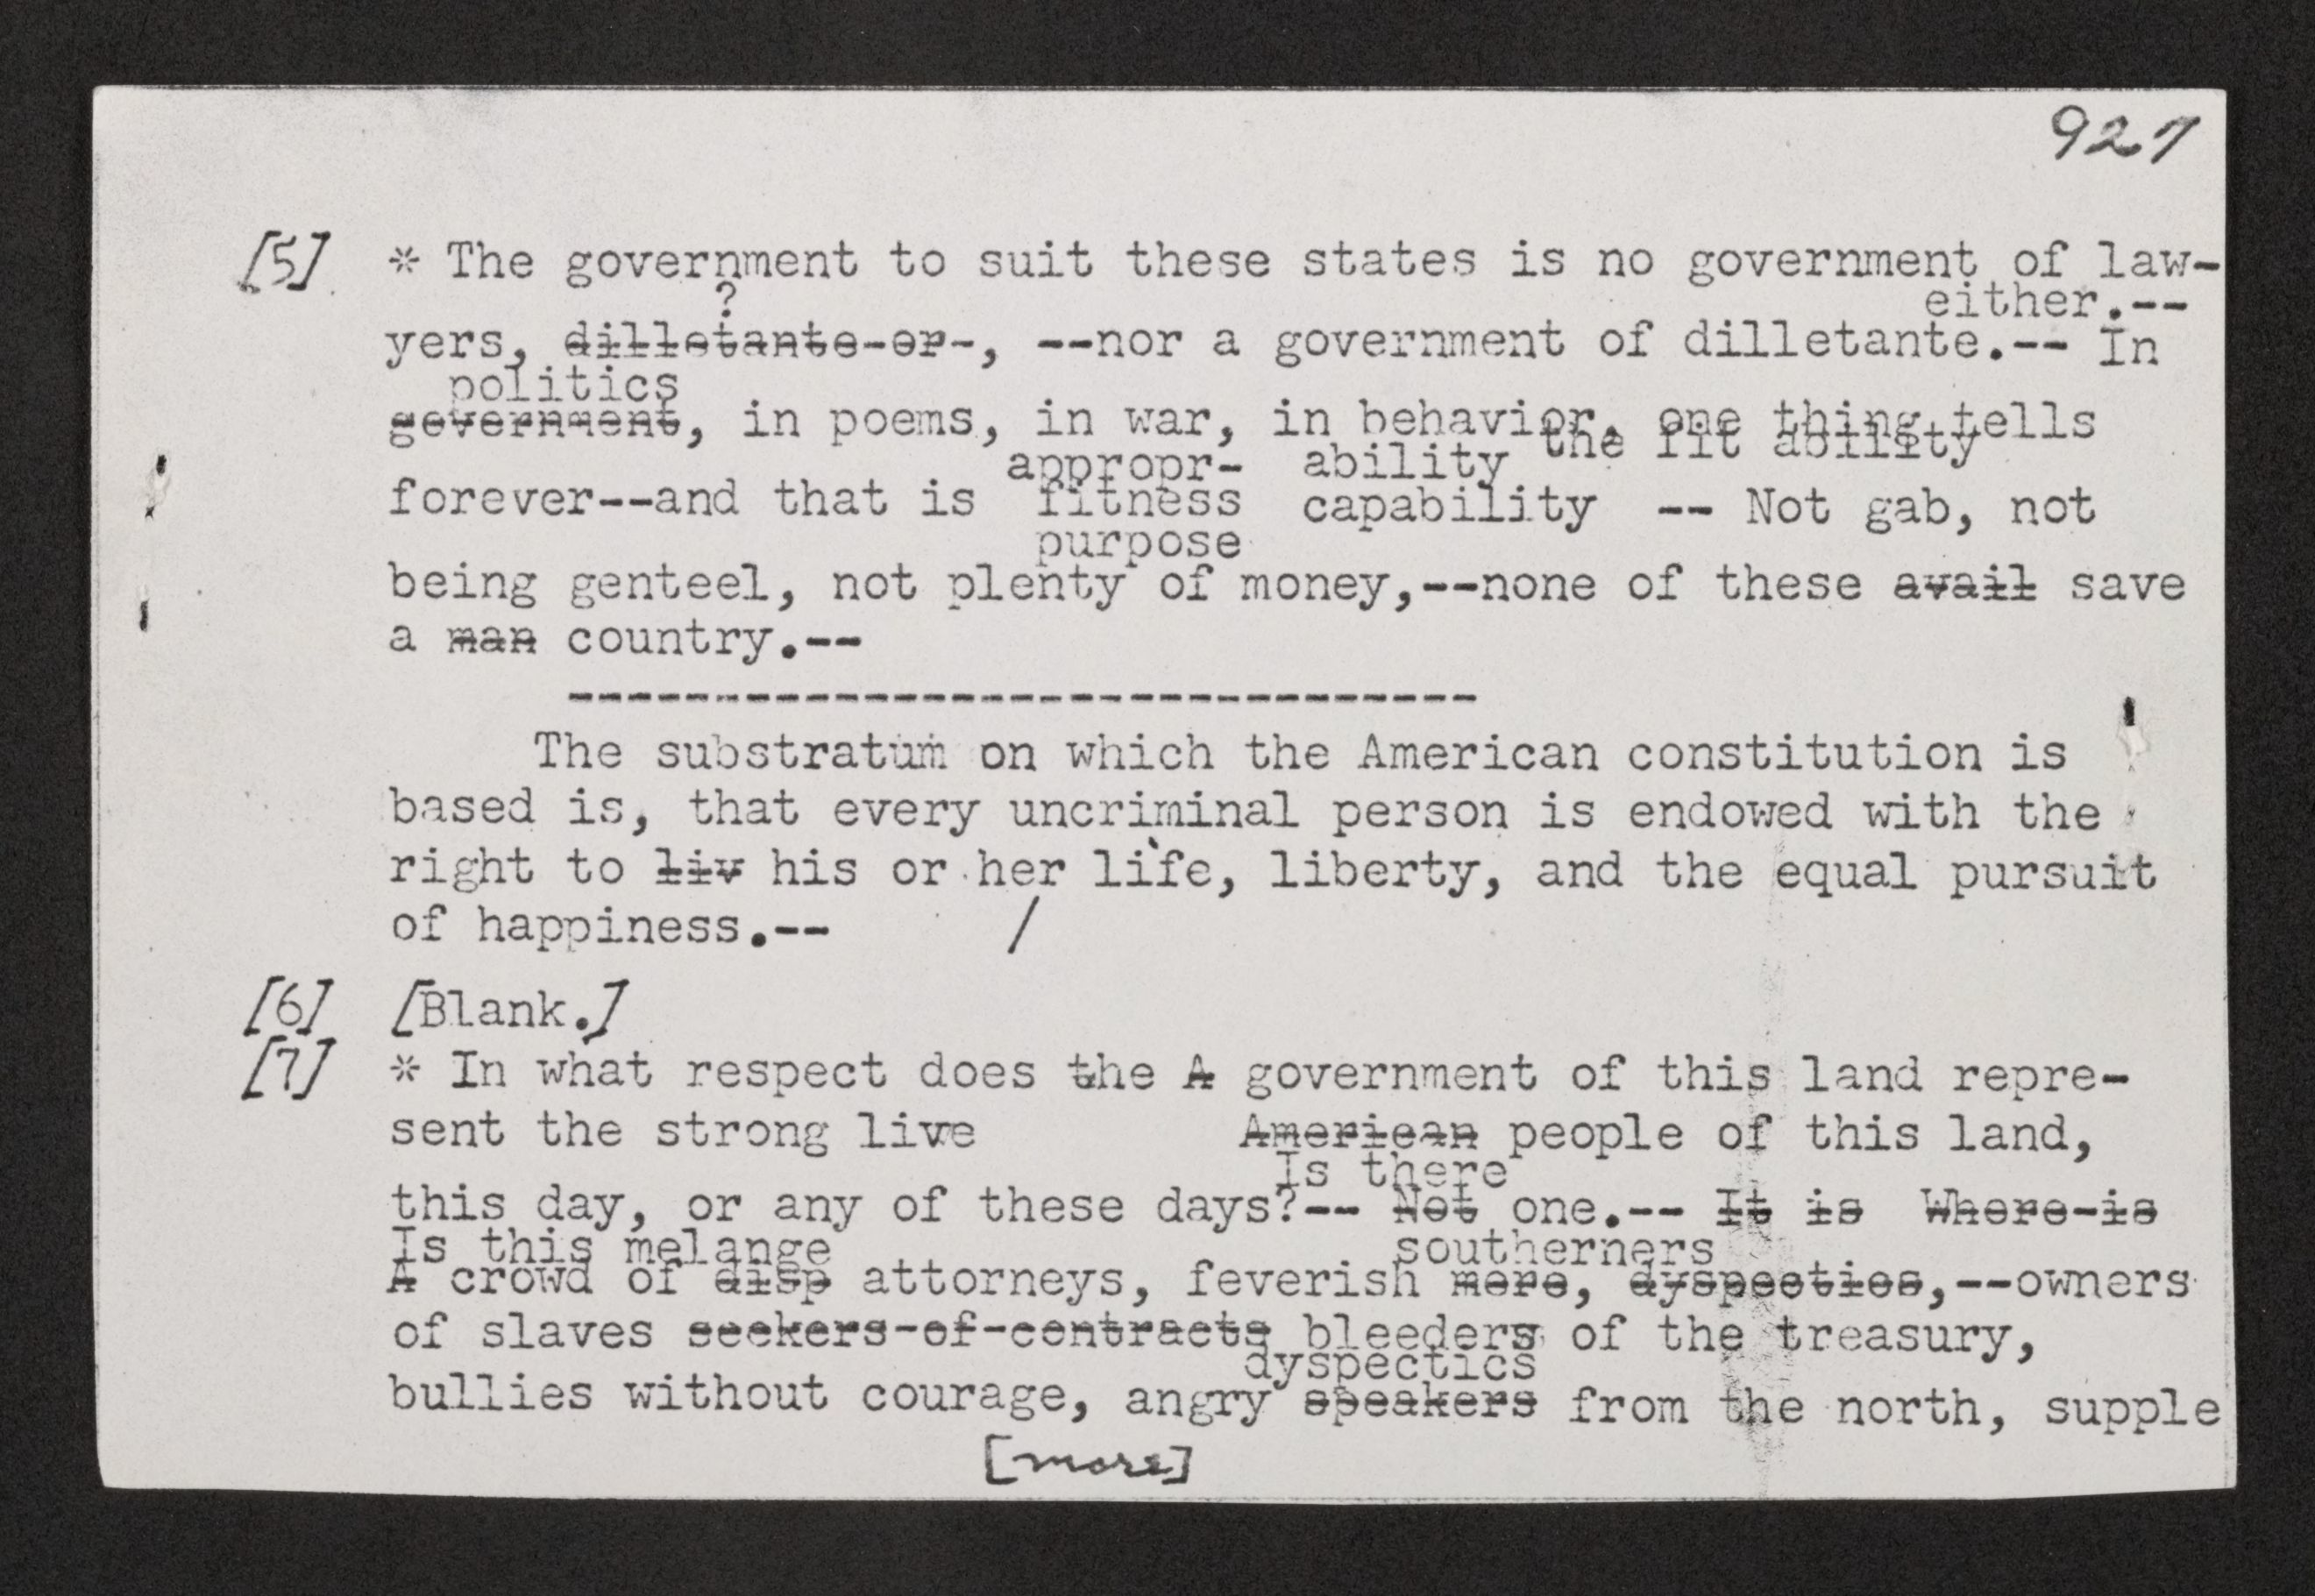 927
[5] * The government to suit these states is no government of law-
? either.--
yers, dilletante-or-, --nor a government of dilletante.-- In
politics
government, in poems, in war, in behavior, one thing tells
the fit ability
appropr- ability
forever--and that is fitness capability -- Not gab, not
purpose
being genteel, not plenty of money,--none of these avail save
a man country.--
-------------------------------
The substratum on which the American constitution is
based is, that every uncriminal person is endowed with the
right to liv his or her life, liberty, and the equal pursuit
of happiness.-- /
[6] [Blank.]
[7] * In what respect does the A government of this land repre-
sent the strong live American people of this land,
Is there
this day, or any of these days?-- Not one.-- It is Where-is
Is this melange southerners
A crowd of disp attorneys, feverish mere, dyspectics,--owners
of slaves seekers-of-contracts bleeders of the treasury,
dyspectics
bullies without courage, angry speakers from the north, supple
[more]